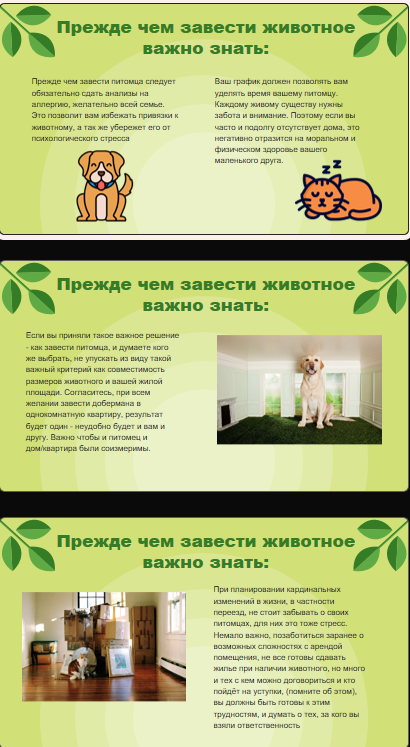 Прежде чем завести животное
важно знать:
Прежде чем завести питомца следует
обязательно сдать анализы на
аллергию, желательно всей семье.
Это позволит вам избежать привязки к
животному, а так же убережет его от
психологического стресса
Ваш график должен позволять вам
уделять время вашему питомцу.
Каждому живому существу нужны
забота и внимание. Поэтому если вы
часто и подолгу отсутствует дома, это
негативно отразится на моральном и
физическом здоровье вашего
маленького друга.
z z z
Прежде чем завести животное
важно знать:
Если вы приняли такое важное решение
- как завести питомца, и думаете кого
же выбрать, не упускать из виду такой
важный критерий как совместимость
размеров животного и вашей жилой
площади. Согласитесь, при всем
желании завести добермана в
однокомнатную квартиру, результат
будет один - неудобно будет и вам и
другу. Важно чтобы и питомец и
дом/квартира были соизмеримы.
Прежде чем завести животное
важно знать:
При планировании кардинальных
изменений в жизни, в частности
переезд, не стоит забывать о своих
питомцах, для них это тоже стресс.
Немало важно, позаботиться заранее о
возможных сложностях с арендой
помещения, не все готовы сдавать
жилье при наличии животного, но много
и тех с кем можно договориться и кто
пойдёт на уступки, (помните об этом),
вы должны быть готовы к этим
трудностям, и думать о тех, за кого вы
взяли ответственность